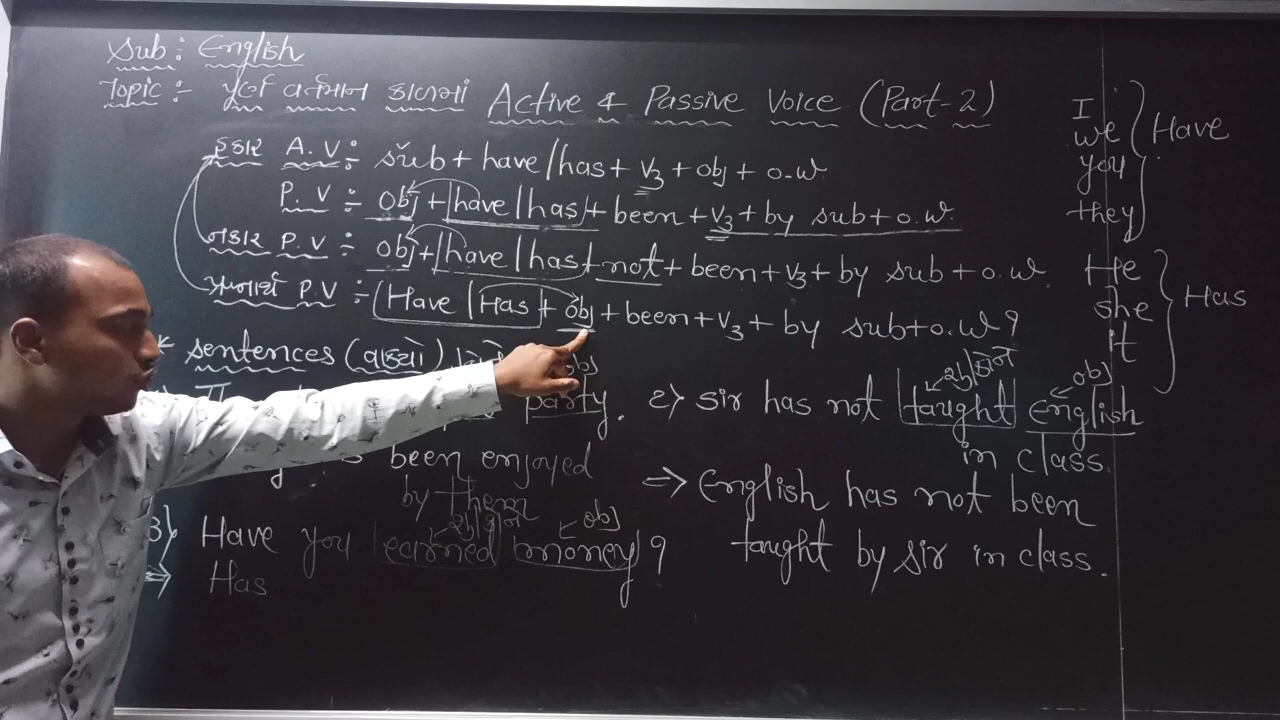 Sub : English
Topic :- પૂર્ણ વર્તમાન કાળમાં Active & Passive Voice (Part-2)
હકાર A.V :- sub + have/has + v3 + obj + o.w
P.V :- obj + have/has + been + v3 + by sub + o.w.
નકાર P.V :- obj + have/has + not + been + v3 + by sub + o.w.
પ્રશ્નાર્થ P.V :- Have/Has + obj + been + v3 + by sub + o.w ?
I
we
you
they
Have
He
she
it
Has
* sentences (વાક્યો)
obj
party.
been enjoyed
by them
2) sir has not taught English
obj
in class.
⇒ English has not been
taught by sir in class.
obj
3) Have you learned money ?
⇒ Has